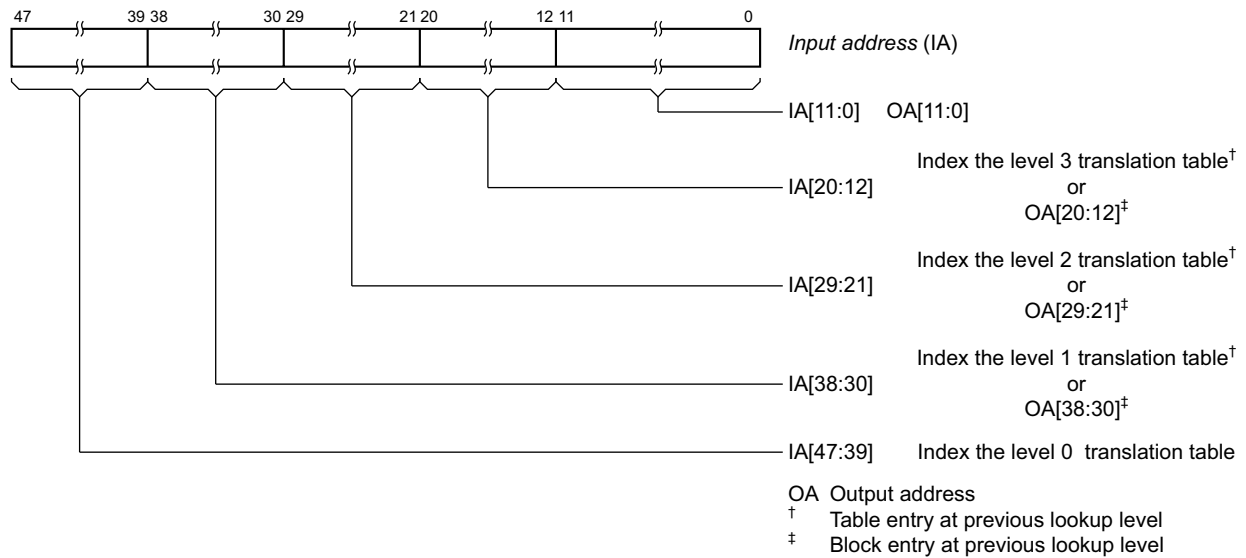 47 39 38 30 29 21 20 12 11 0
Input address (IA)
IA[11:0] OA[11:0]
Index the level 3 translation table†
IA[20:12] or
OA[20:12]‡
Index the level 2 translation table†
IA[29:21] or
OA[29:21]‡
Index the level 1 translation table†
IA[38:30] or
OA[38:30]‡
IA[47:39] Index the level 0 translation table
OA Output address
† Table entry at previous lookup level
‡ Block entry at previous lookup level